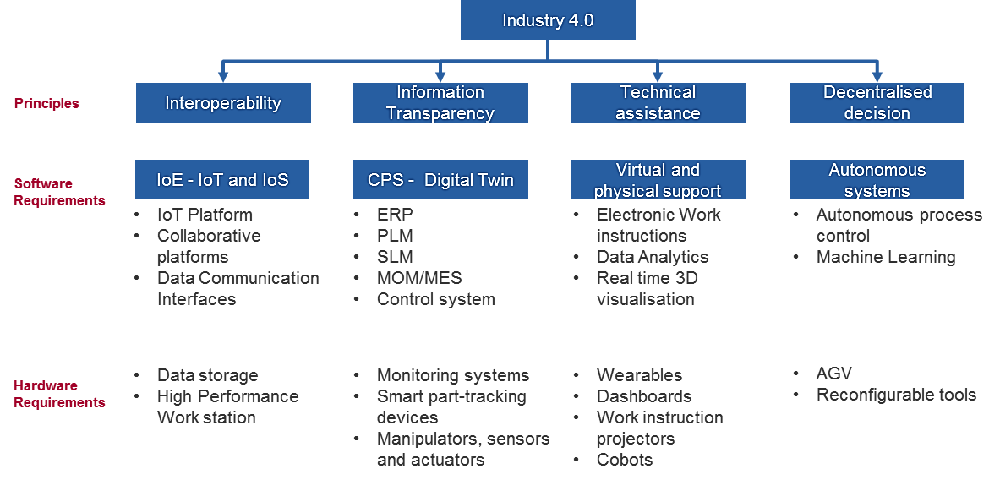 Industry 4.0
Principles
Interoperability
Information
Transparency
Technical
assistance
Decentralised
decision
Software
Requirements
IoE - IoT and IoS
• IoT Platform
• Collaborative
platforms
• Data Communication
Interfaces
CPS - Digital Twin
• ERP
• PLM
• SLM
• MOM/MES
• Control system
Virtual and
physical support
• Electronic Work
instructions
• Data Analytics
• Real time 3D
visualisation
Autonomous
systems
• Autonomous process
control
• Machine Learning
Hardware
Requirements
• Data storage
• High Performance
Work station
• Monitoring systems
• Smart part-tracking
devices
• Manipulators, sensors
and actuators
• Wearables
• Dashboards
• Work instruction
projectors
• Cobots
• AGV
• Reconfigurable tools